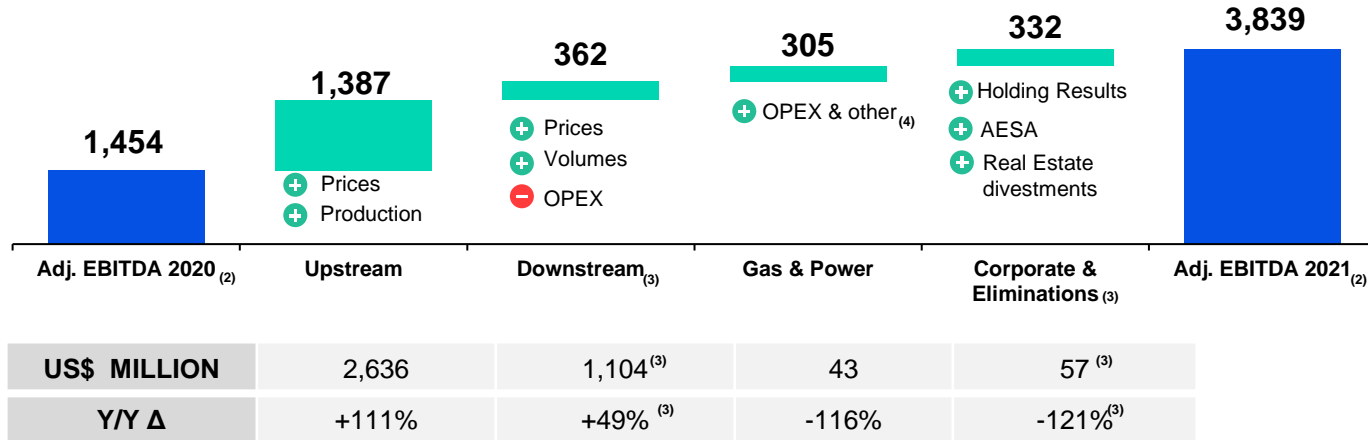 1,454
1,387
362
305
332
3,839
+ Prices
+ Production
+ Prices
+ Volumes
− OPEX
+ OPEX & other (4)
+ Holding Results
+ AESA
+ Real Estate
divestments
Adj. EBITDA 2020 (2)
Upstream
Downstream (3)
Gas & Power
Corporate &
Eliminations (3)
Adj. EBITDA 2021 (2)
US$ MILLION 2,636 1,104 (3) 43 57 (3)
Y/Y Δ +111% +49% (3) -116% -121% (3)